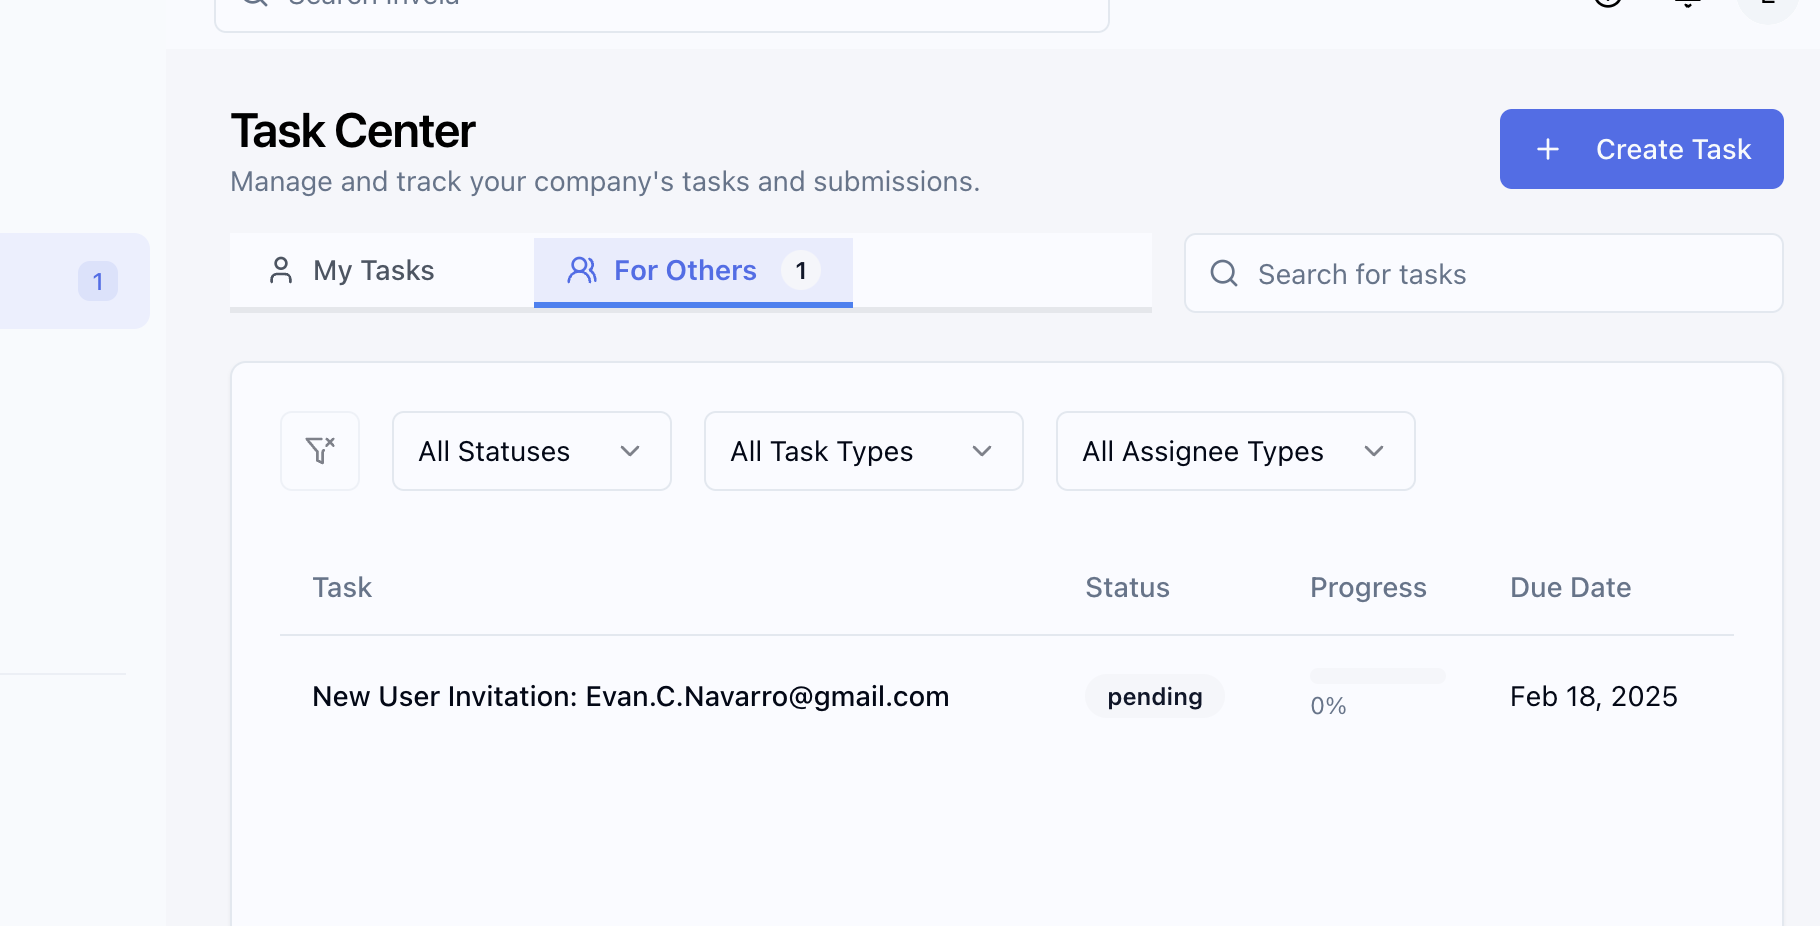 Task Center
Manage and track your company's tasks and submissions.
Create Task
1
My Tasks
For Others 1
Search for tasks
All Statuses
All Task Types
All Assignee Types
Task Status Progress Due Date
New User Invitation: Evan.C.Navarro@gmail.com pending 0% Feb 18, 2025